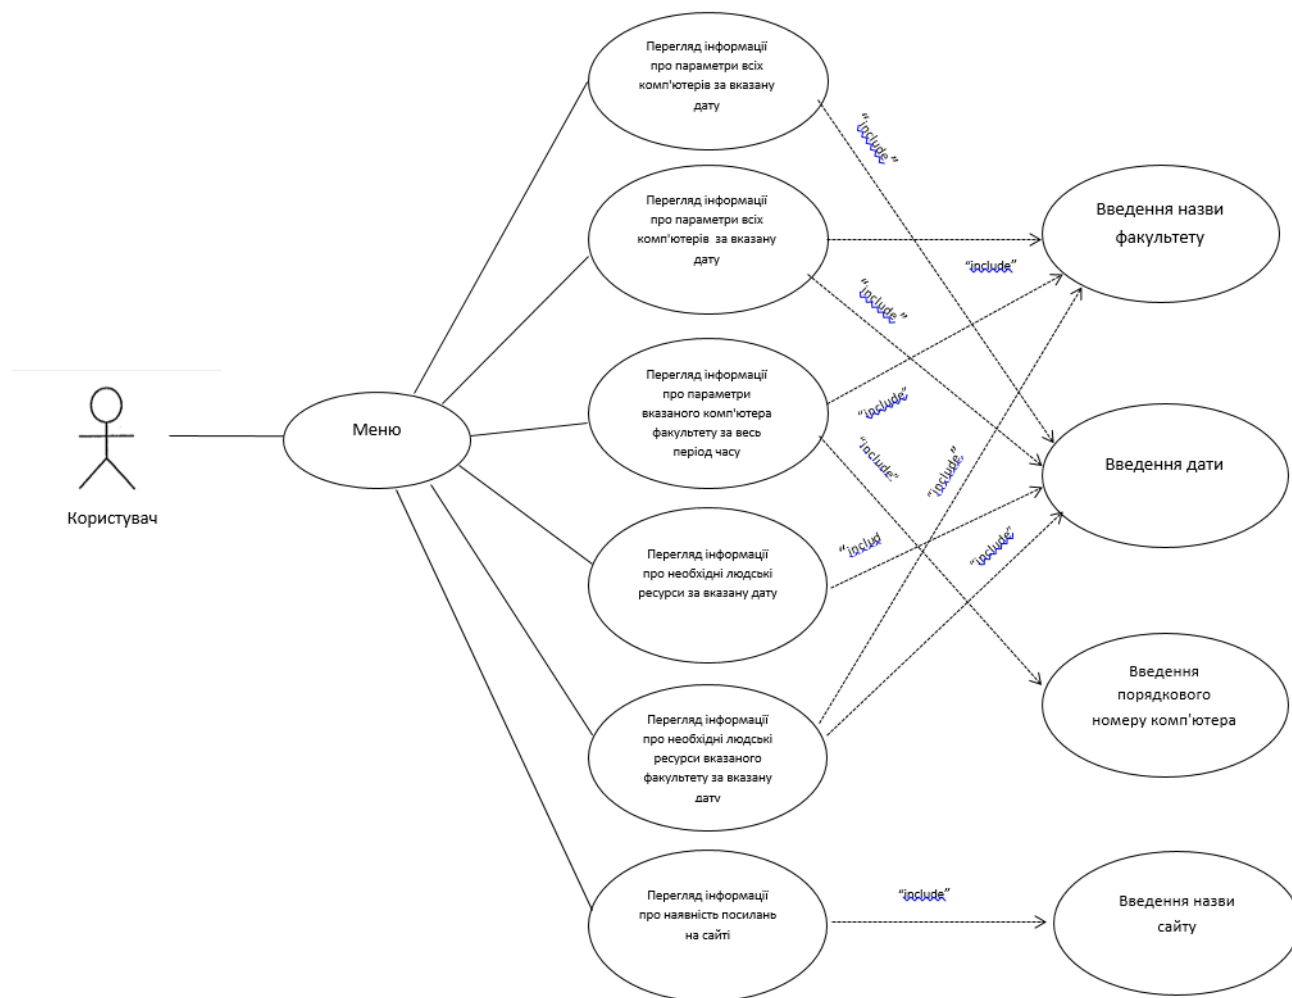 Перегляд інформації
про параметри всіх
комп'ютерів за вказану
дату
“include”
Перегляд інформації
про параметри всіх
комп'ютерів за вказану
дату
“include”
“include”
Введення назви
факультету
Перегляд інформації
про параметри
вказаного комп'ютера
факультету за весь
період часу
“include”
“include”
“include”
Меню
Користувач
Введення дати
Перегляд інформації
про необхідні людські
ресурси за вказану дату
“includ
“include”
Введення
порядкового
номеру комп'ютера
Перегляд інформації
про необхідні людські
ресурси вказаного
факультету за вказану
дату
Перегляд інформації
про наявність посилань
на сайті
“include”
Введення назви
сайту